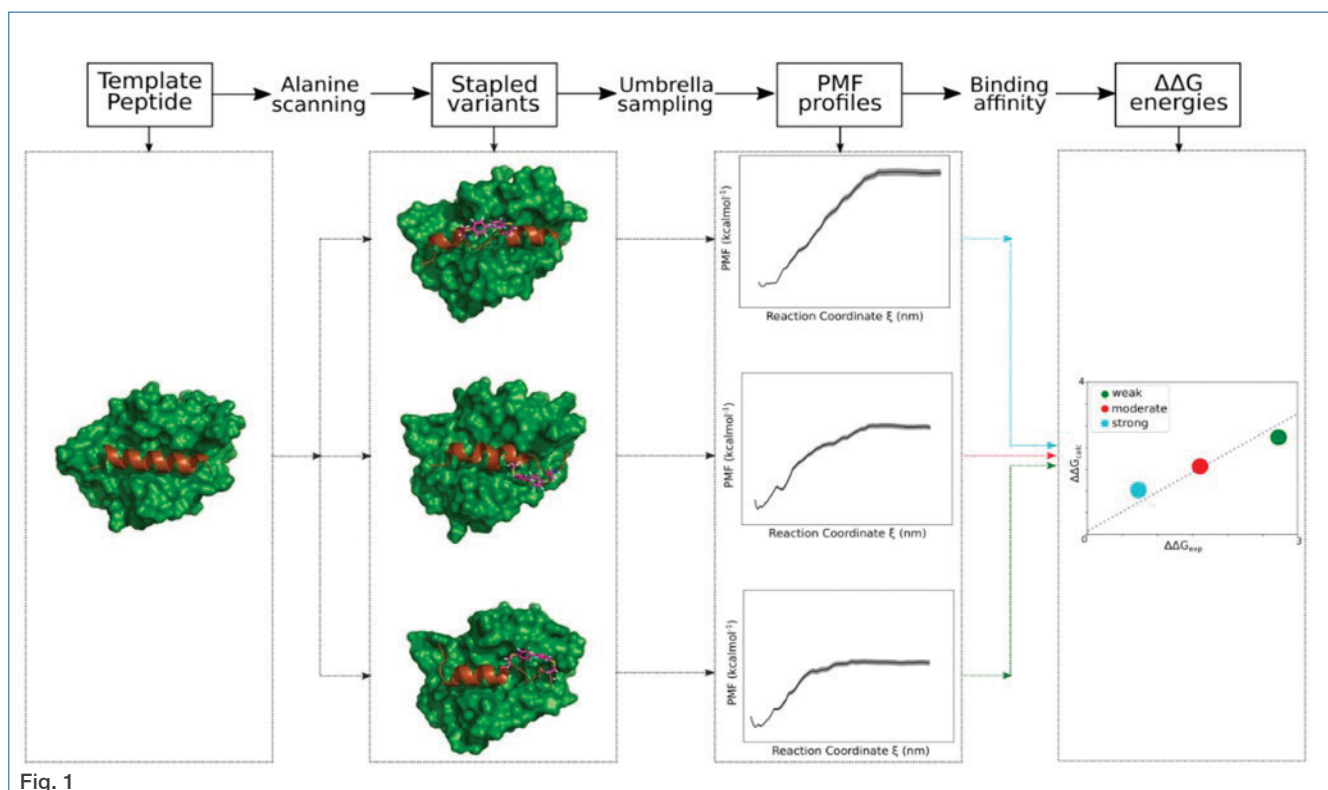 Template
Peptide
Alanine
scanning
Stapled
variants
Umbrella
sampling
PMF
profiles
Binding
affinity
ΔΔG
energies
PMF (kcalmol⁻¹)
Reaction Coordinate ξ (nm)
PMF (kcalmol⁻¹)
Reaction Coordinate ξ (nm)
PMF (kcalmol⁻¹)
Reaction Coordinate ξ (nm)
4
weak
moderate
strong
ΔΔGcalc
0
3
ΔΔGexp
Fig. 1